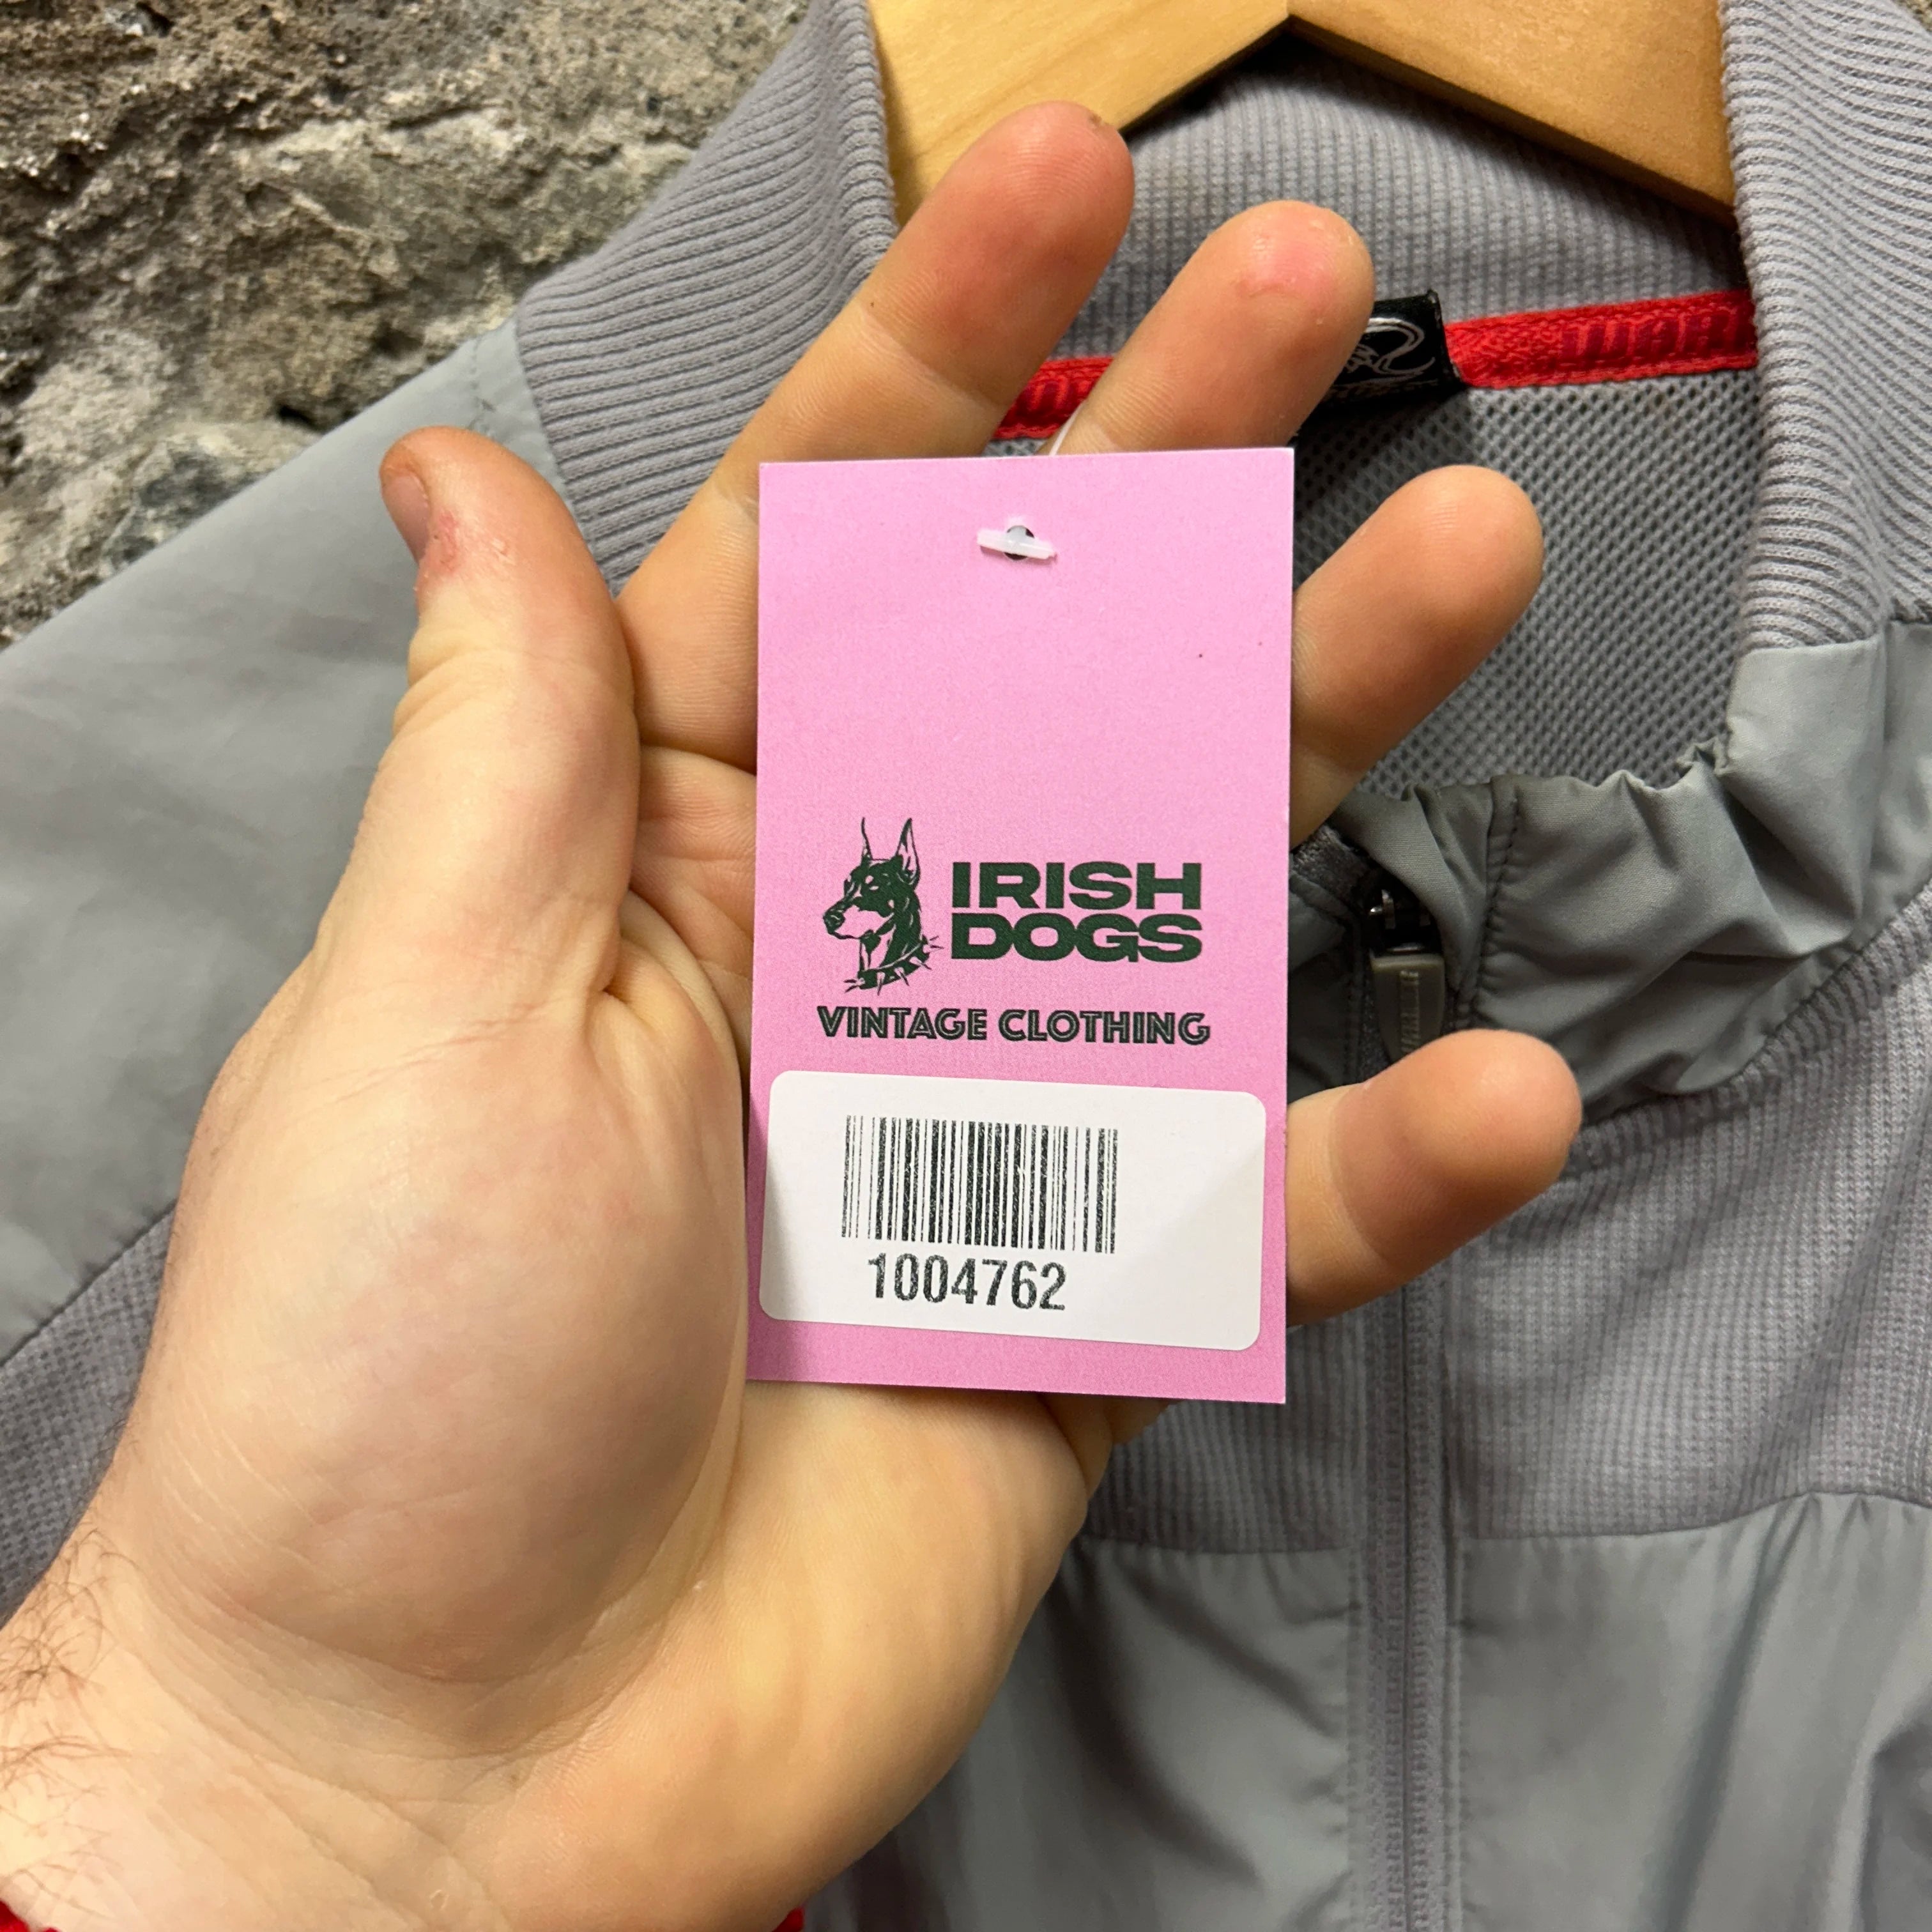 IRISH
DOGS
VINTAGE CLOTHING
1004762